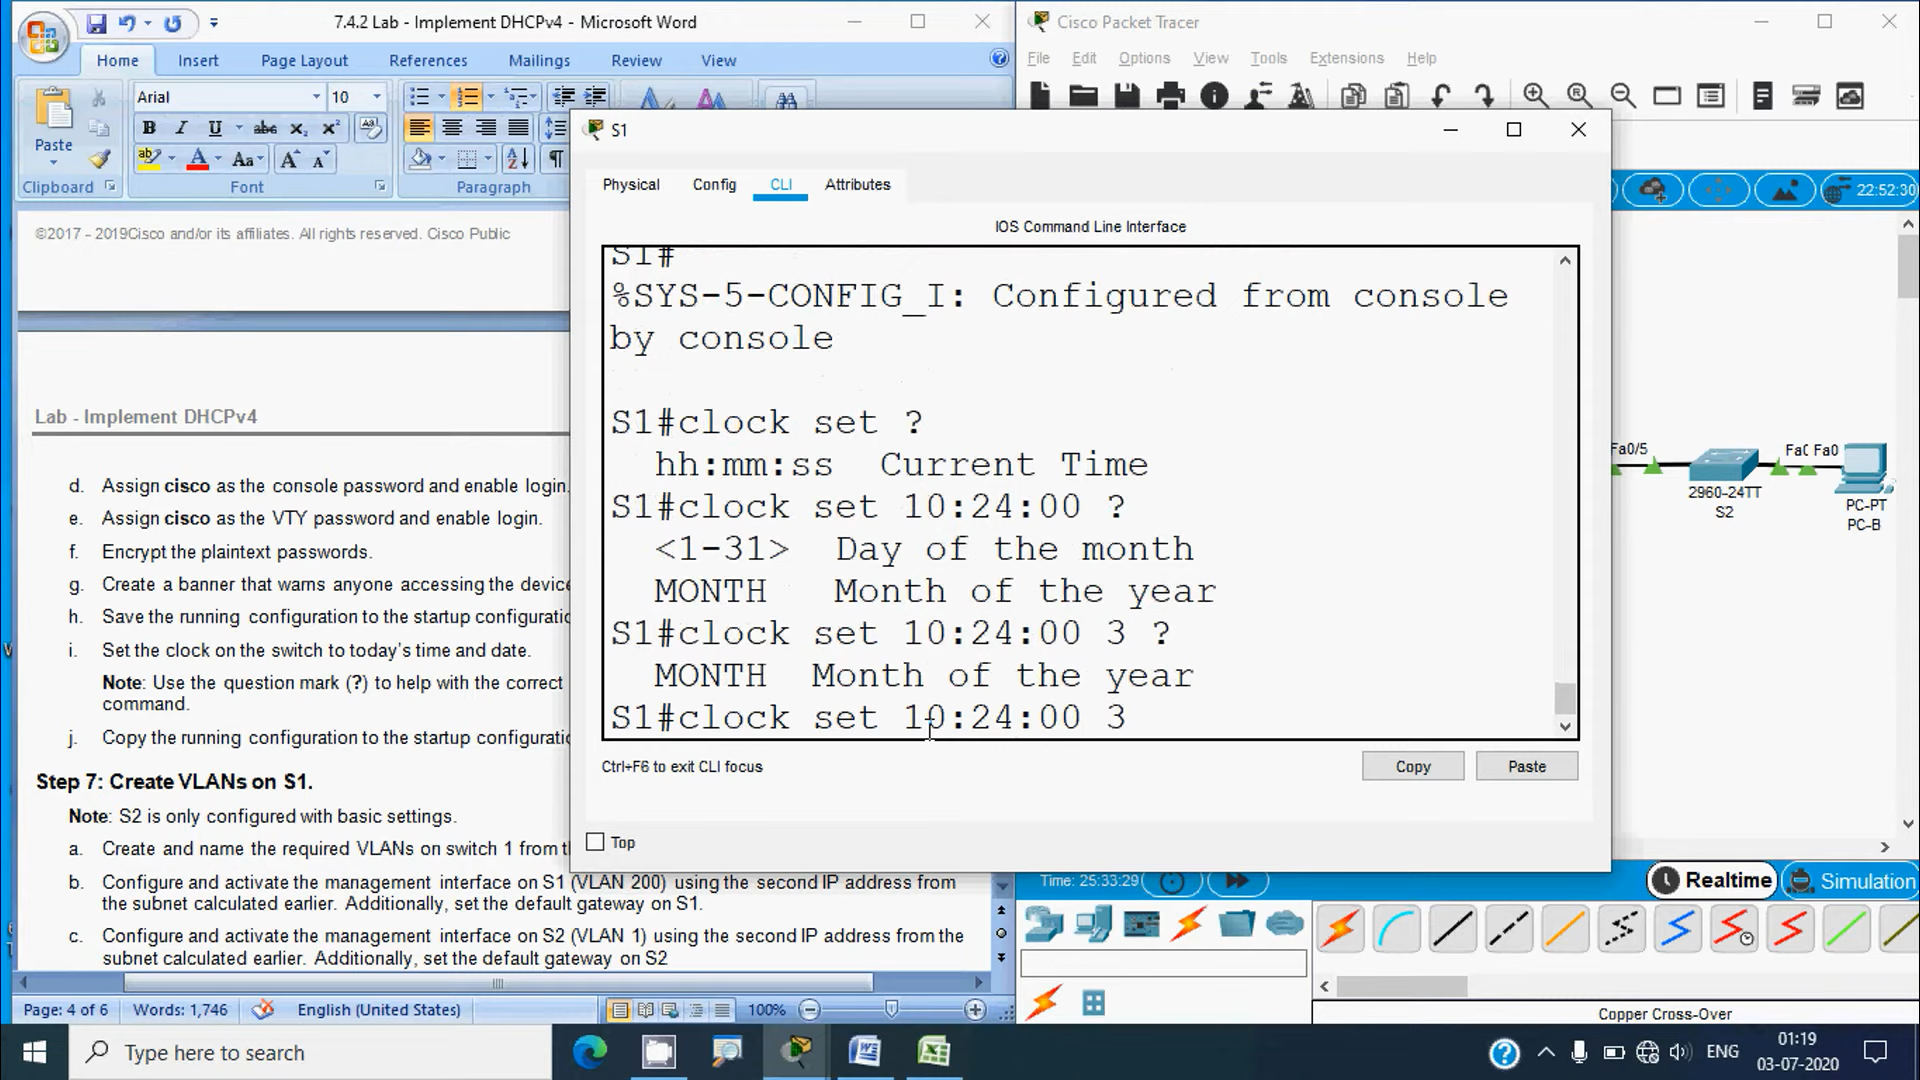 7.4.2 Lab - Implement DHCPv4 - Microsoft Word
Home
Insert
Page Layout
References
Mailings
Review
View
Arial
10
Paste
Clipboard
Font
Paragraph
©2017 - 2019Cisco and/or its affiliates. All rights reserved. Cisco Public
Lab - Implement DHCPv4
d. Assign cisco as the console password and enable login.
e. Assign cisco as the VTY password and enable login.
f. Encrypt the plaintext passwords.
g. Create a banner that warns anyone accessing the device
h. Save the running configuration to the startup configuratio
i. Set the clock on the switch to today's time and date.
Note: Use the question mark (?) to help with the correct
command.
j. Copy the running configuration to the startup configuratio
Step 7: Create VLANs on S1.
Note: S2 is only configured with basic settings.
a. Create and name the required VLANs on switch 1 from th
b. Configure and activate the management interface on S1 (VLAN 200) using the second IP address from
the subnet calculated earlier. Additionally, set the default gateway on S1.
c. Configure and activate the management interface on S2 (VLAN 1) using the second IP address from the
subnet calculated earlier. Additionally, set the default gateway on S2
Page: 4 of 6
Words: 1,746
English (United States)
100%
Cisco Packet Tracer
File
Edit
Options
View
Tools
Extensions
Help
22:52:30
S1
Physical
Config
CLI
Attributes
IOS Command Line Interface
S1#
%SYS-5-CONFIG_I: Configured from console
by console
S1#clock set ?
hh:mm:ss Current Time
S1#clock set 10:24:00 ?
<1-31> Day of the month
MONTH Month of the year
S1#clock set 10:24:00 3 ?
MONTH Month of the year
S1#clock set 10:24:00 3
Ctrl+F6 to exit CLI focus
Copy
Paste
Top
Fa0/5
Fa0 Fa0
2960-24TT
S2
PC-PT
PC-B
Time: 25:33:29
Realtime
Simulation
Copper Cross-Over
Type here to search
ENG
01:19
03-07-2020